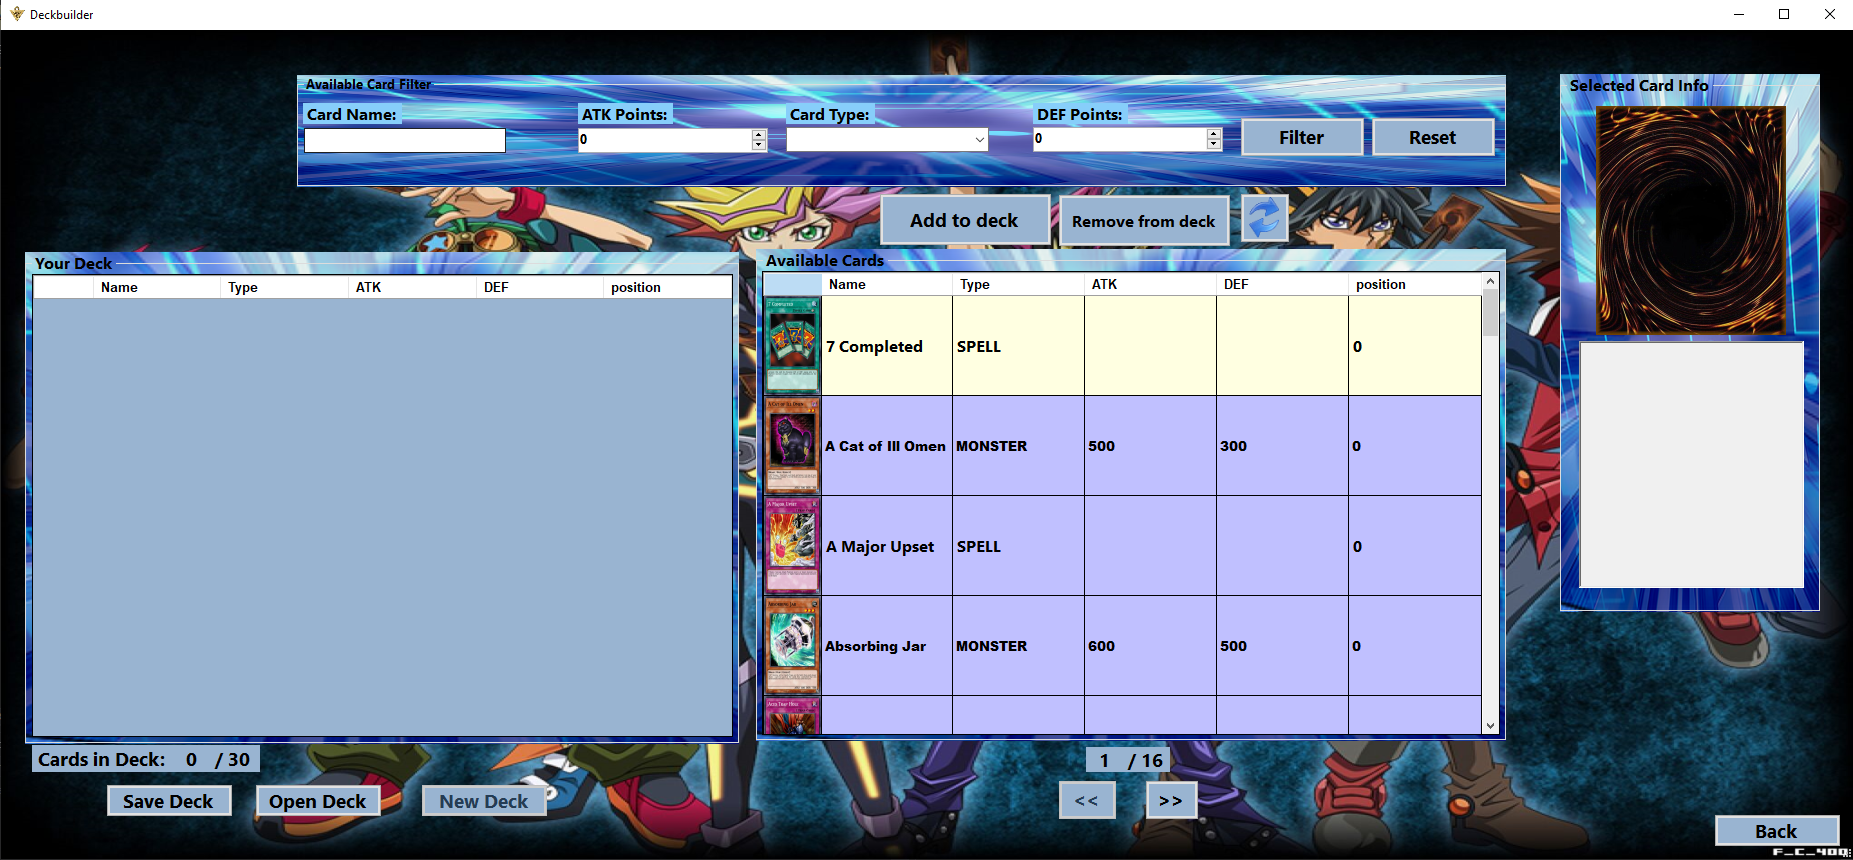 Deckbuilder
Available Card Filter
Card Name:
ATK Points:
Card Type:
DEF Points:
0
0
Filter
Reset
Selected Card Info
Add to deck
Remove from deck
Your Deck
Name Type ATK DEF position
Available Cards
Name Type ATK DEF position
7 Completed SPELL 0
A Cat of Ill Omen MONSTER 500 300 0
A Major Upset SPELL 0
Absorbing Jar MONSTER 600 500 0
Cards in Deck: 0 / 30
1 / 16
Save Deck
Open Deck
New Deck
<<
>>
Back